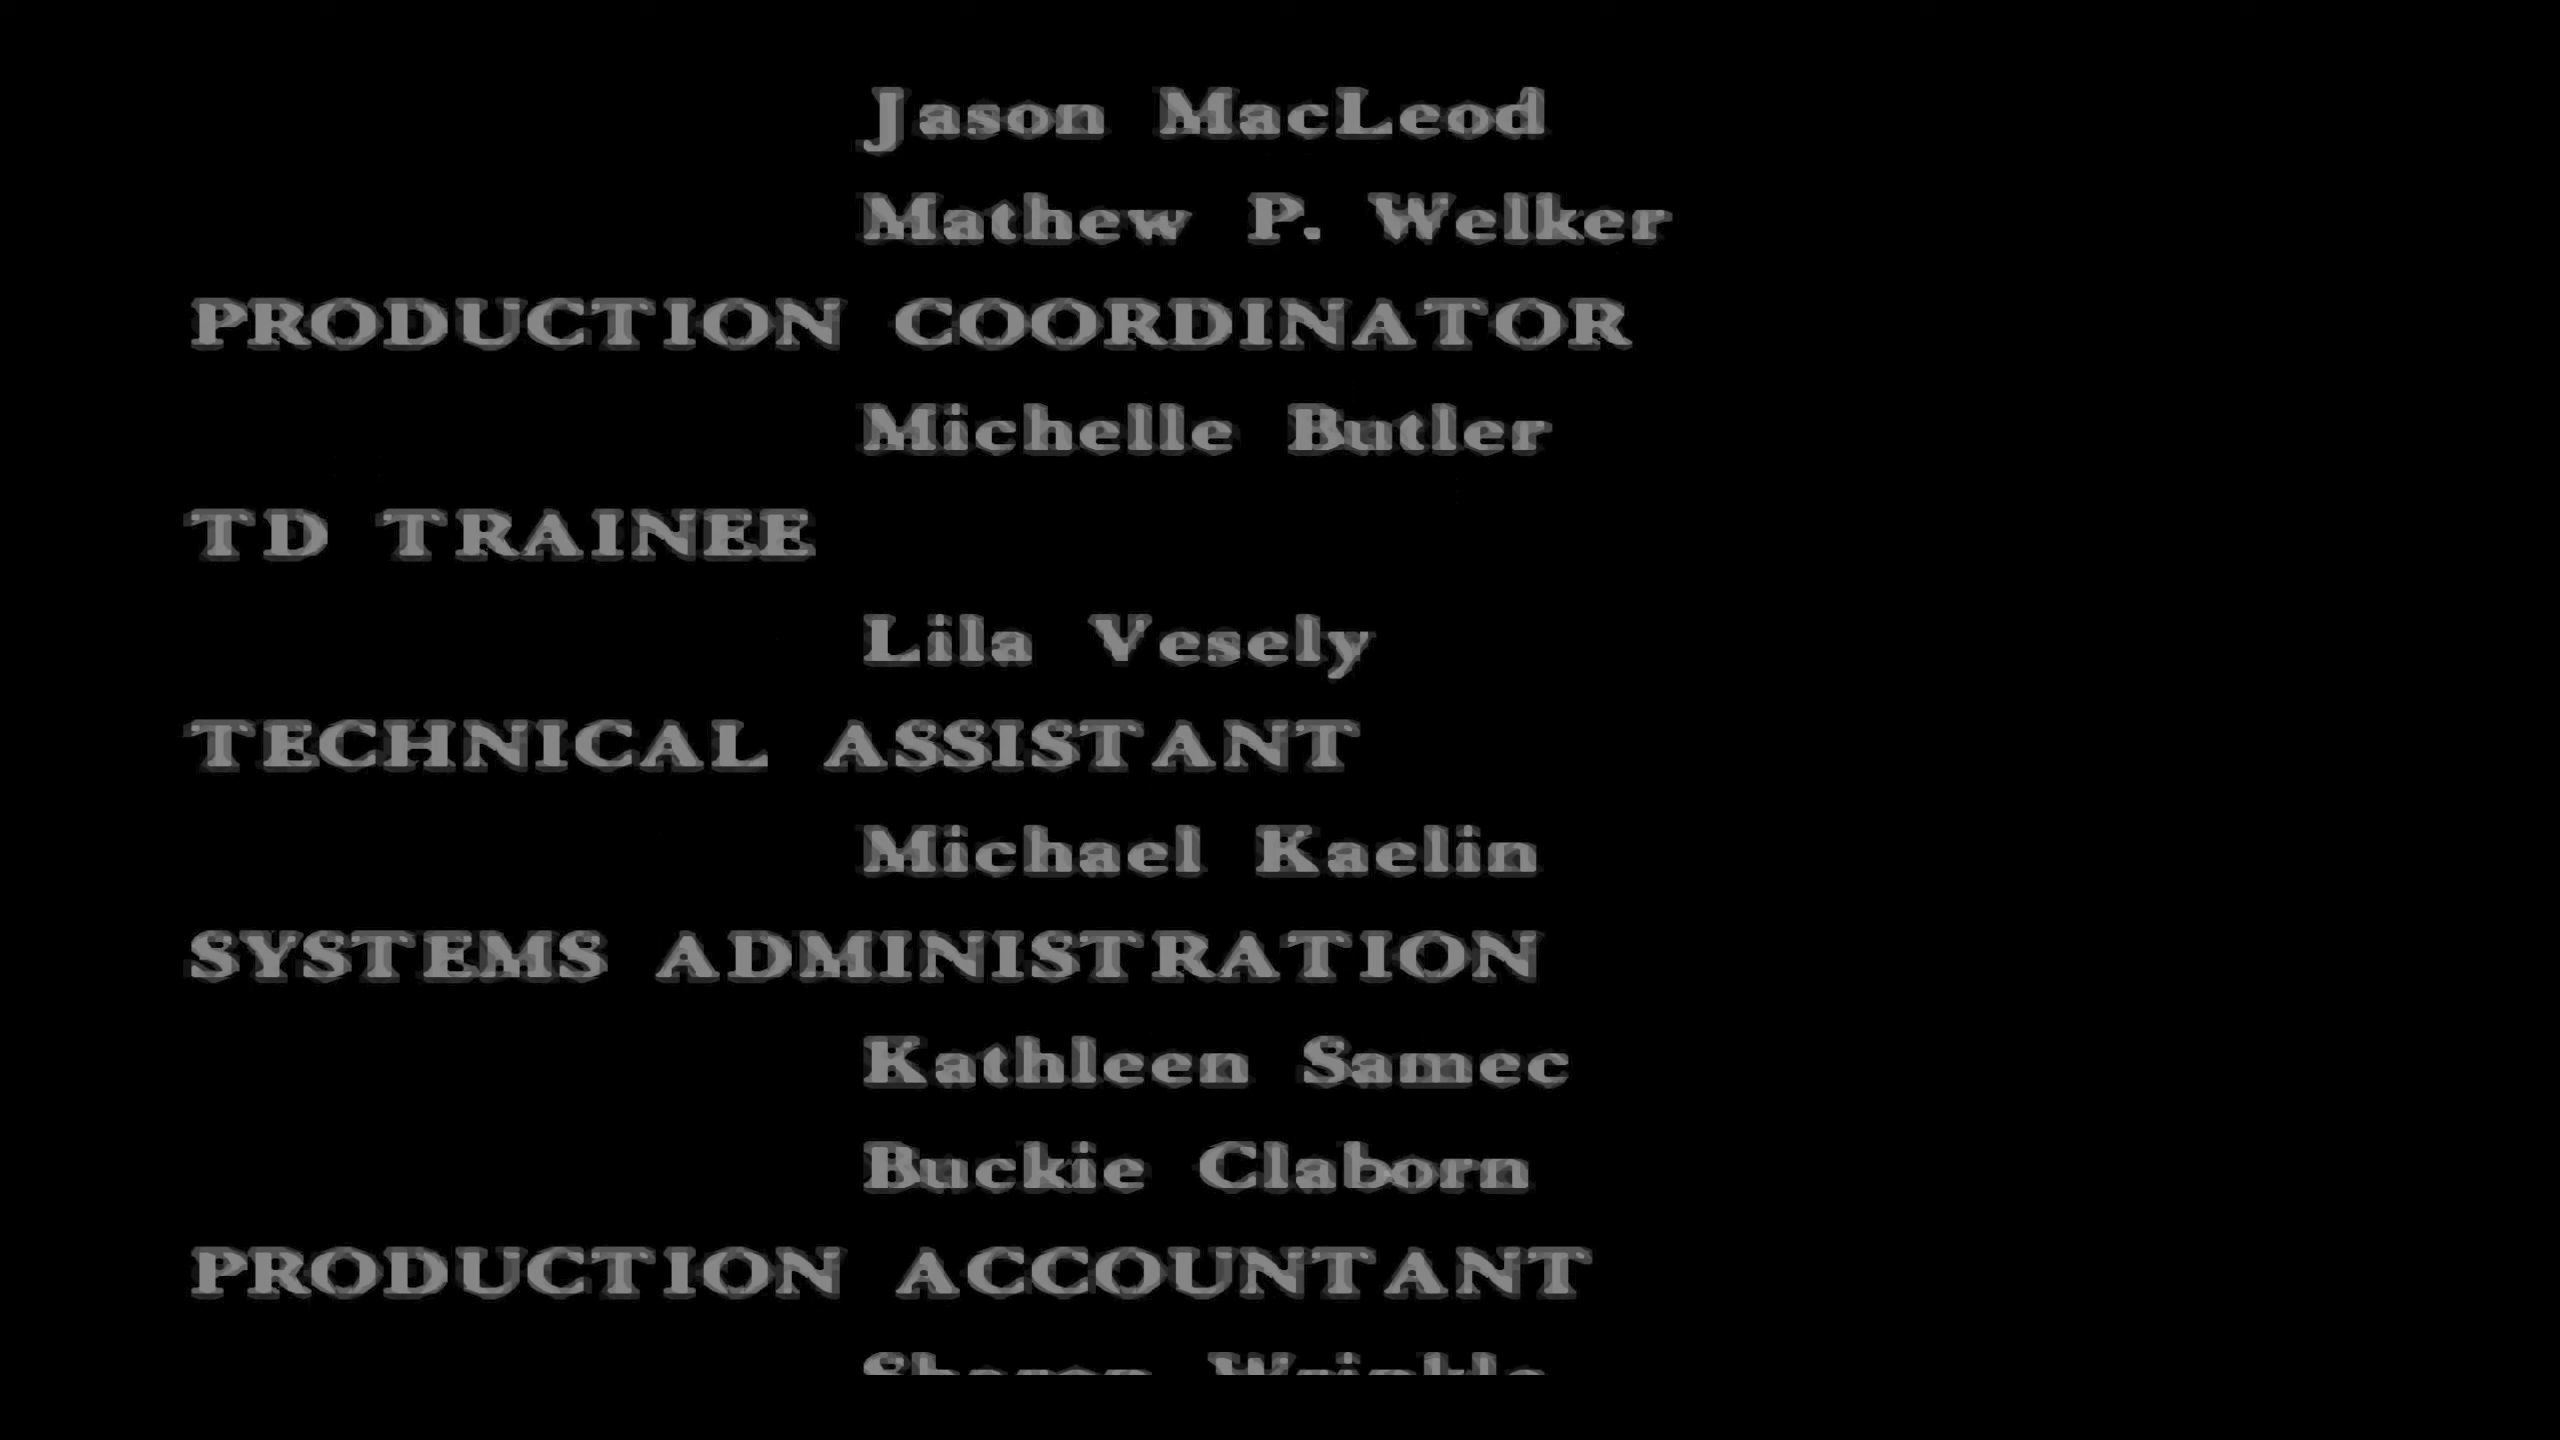 Jason MacLeod
Mathew P. Welker
PRODUCTION COORDINATOR
Michelle Butler
TD TRAINEE
Lila Vesely
TECHNICAL ASSISTANT
Michael Kaelin
SYSTEMS ADMINISTRATION
Kathleen Samec
Buckie Claborn
PRODUCTION ACCOUNTANT